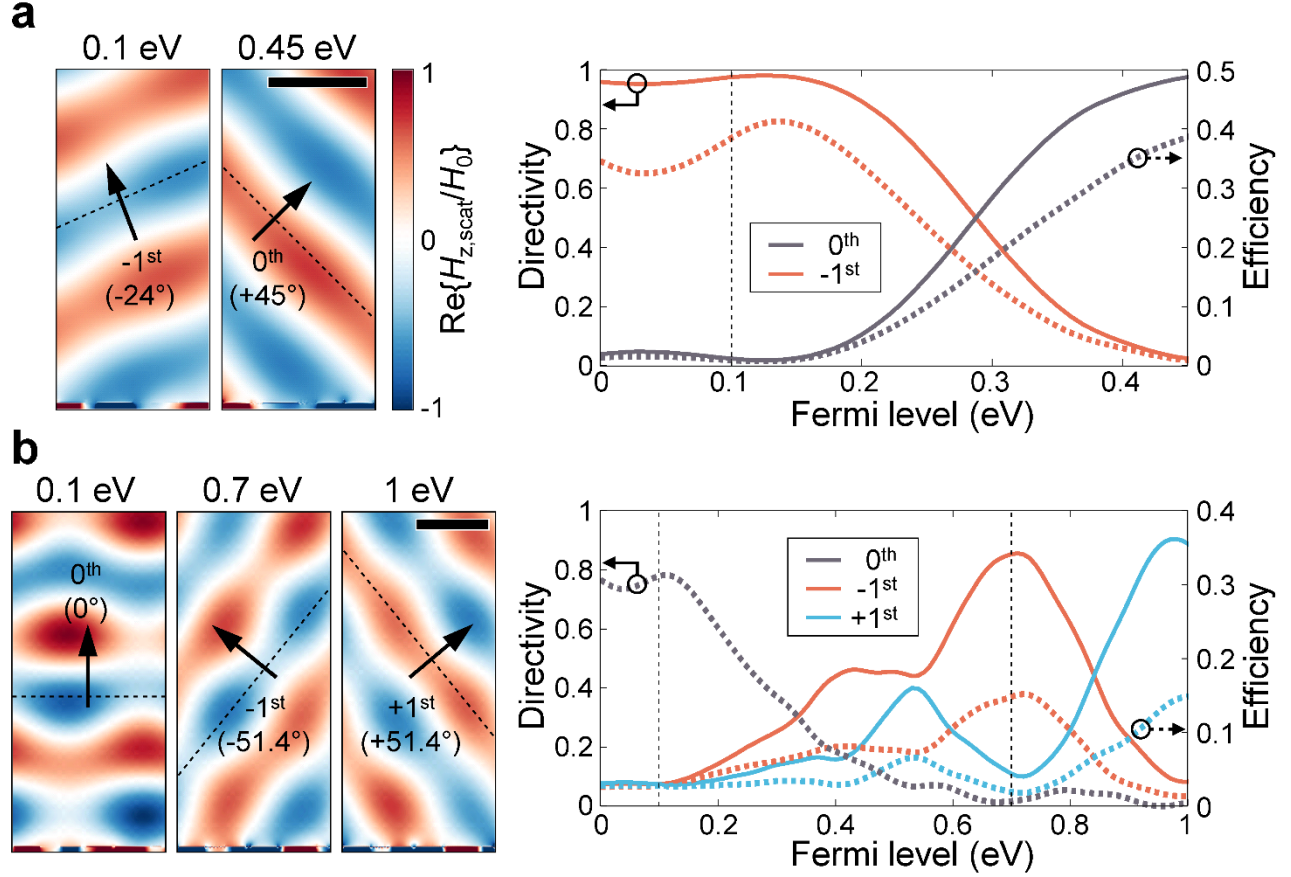 a
0.1 eV
0.45 eV
-1ˢᵗ
(-24°)
0ᵗʰ
(+45°)
1
0
-1
Re{H_z,scat/H_0}
1
0.8
0.6
0.4
0.2
0
Directivity
0ᵗʰ
-1ˢᵗ
0.5
0.4
0.3
0.2
0.1
0
Efficiency
0
0.1
0.2
0.3
0.4
Fermi level (eV)
b
0.1 eV
0.7 eV
1 eV
0ᵗʰ
(0°)
-1ˢᵗ
(-51.4°)
+1ˢᵗ
(+51.4°)
1
0.8
0.6
0.4
0.2
0
Directivity
0ᵗʰ
-1ˢᵗ
+1ˢᵗ
0.4
0.3
0.2
0.1
0
Efficiency
0
0.2
0.4
0.6
0.8
1
Fermi level (eV)